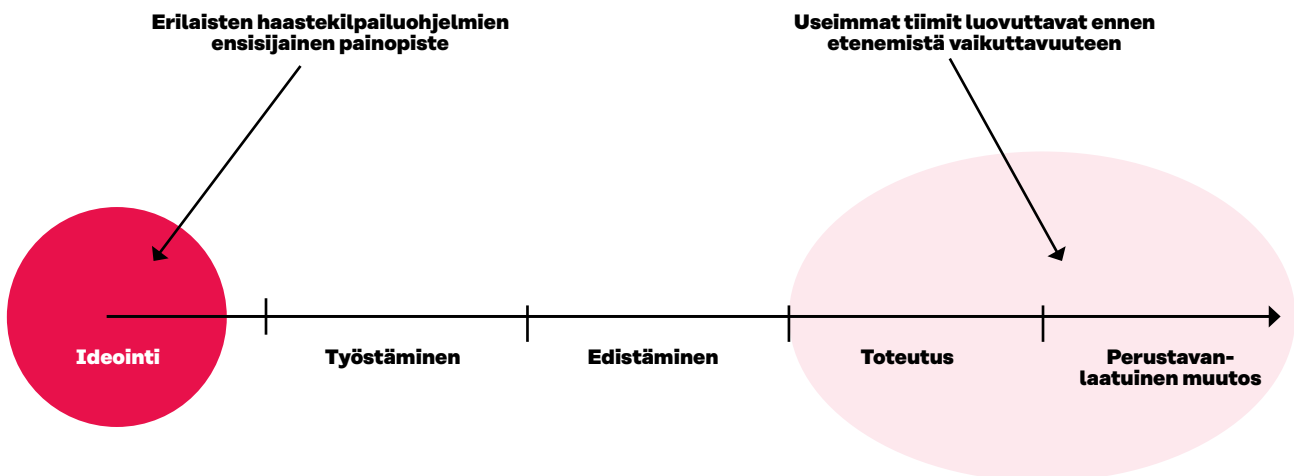 Erilaisten haastekilpailuohjelmien
ensisijainen painopiste
Useimmat tiimit luovuttavat ennen
etenemistä vaikuttavuuteen
Ideointi
Työstäminen
Edistäminen
Toteutus
Perustavan-
laatuinen muutos